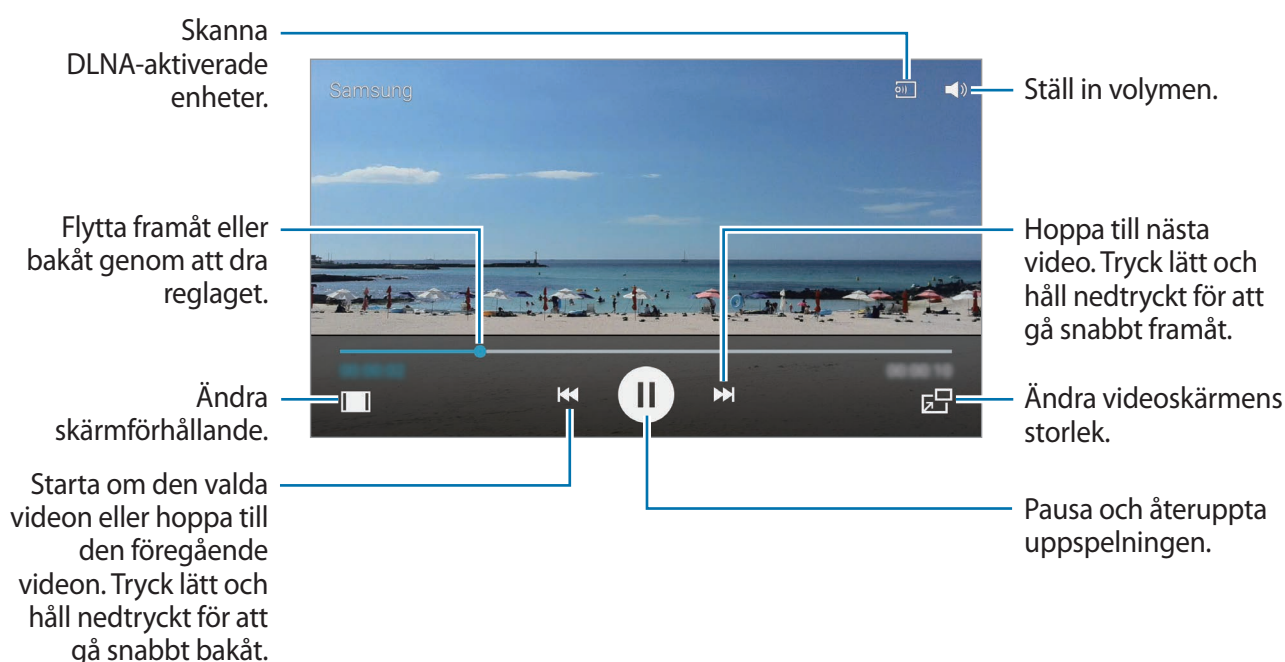 Skanna
DLNA-aktiverade
enheter.
Samsung
Ställ in volymen.
Flytta framåt eller
bakåt genom att dra
reglaget.
Hoppa till nästa
video. Tryck lätt och
håll nedtryckt för att
gå snabbt framåt.
Ändra
skärmförhållande.
Ändra videoskärmens
storlek.
Starta om den valda
videon eller hoppa till
den föregående
videon. Tryck lätt och
håll nedtryckt för att
gå snabbt bakåt.
Pausa och återuppta
uppspelningen.